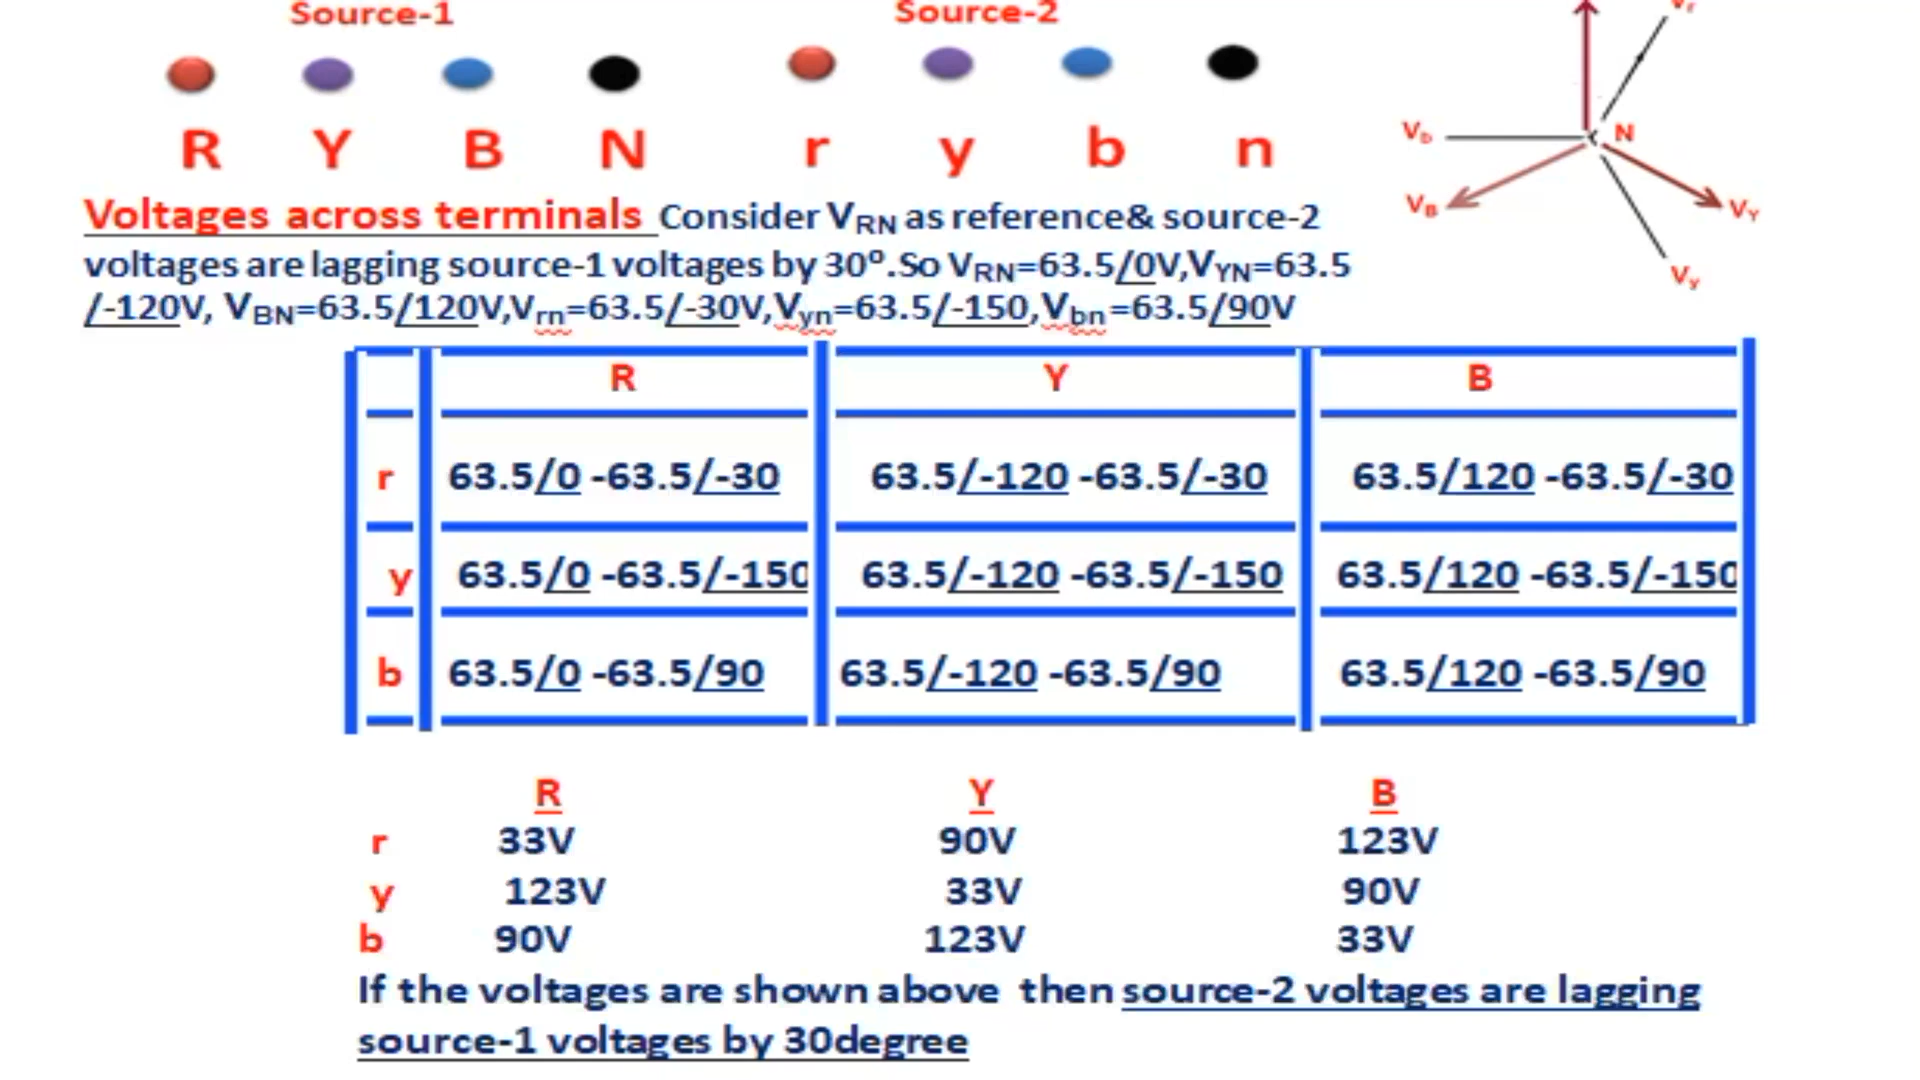 Source-1 Source-2
R Y B N r y b n
Voltages across terminals Consider VRN as reference& source-2
voltages are lagging source-1 voltages by 30°.So VRN=63.5/0V,VYN=63.5
/-120V, VBN=63.5/120V,Vrn=63.5/-30V,Vyn=63.5/-150,Vbn=63.5/90V
Vr
Vb N
VB VY
Vy
R Y B
r 63.5/0 -63.5/-30 63.5/-120 -63.5/-30 63.5/120 -63.5/-30
y 63.5/0 -63.5/-150 63.5/-120 -63.5/-150 63.5/120 -63.5/-150
b 63.5/0 -63.5/90 63.5/-120 -63.5/90 63.5/120 -63.5/90
R Y B
r 33V 90V 123V
y 123V 33V 90V
b 90V 123V 33V
If the voltages are shown above then source-2 voltages are lagging
source-1 voltages by 30degree